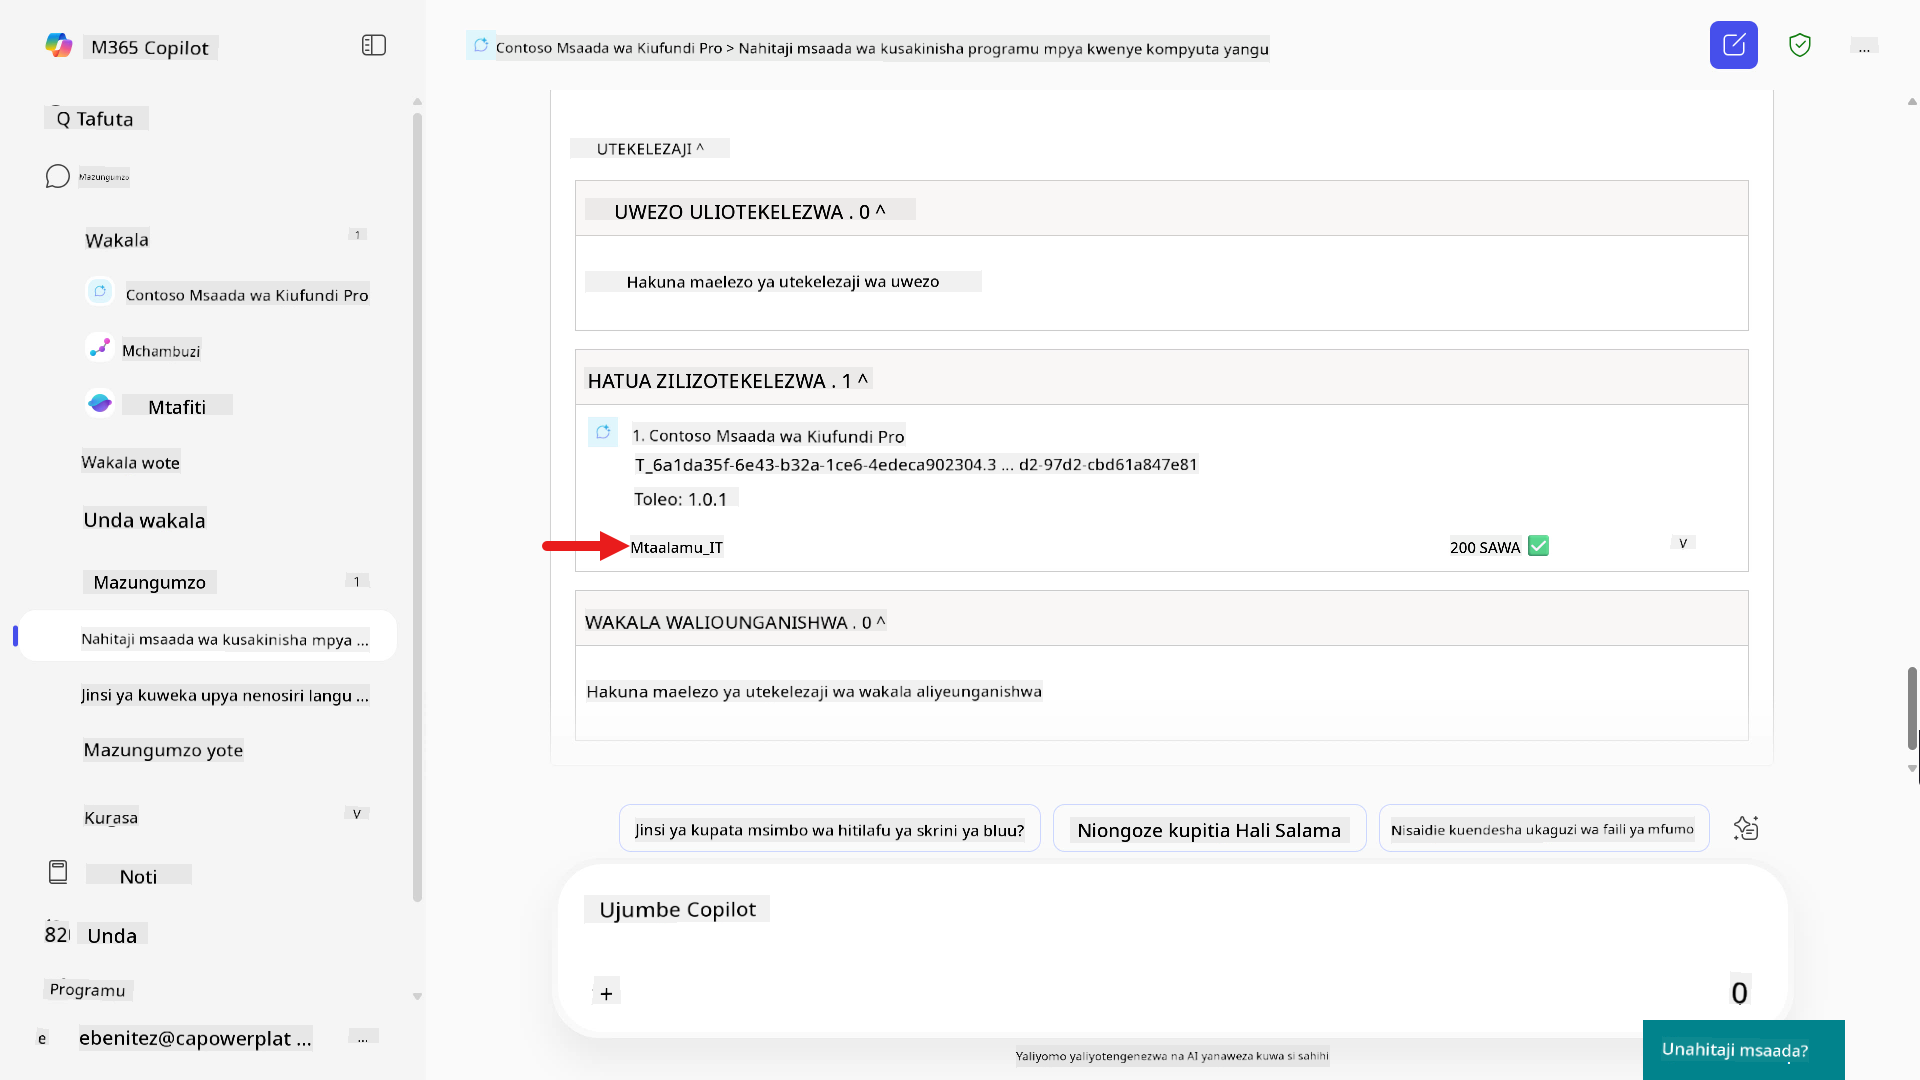 M365 Copilot
Q Tafuta
Mazungumzo
Wakala 1
Contoso Msaada wa Kiufundi Pro
Mchambuzi
Mtafiti
Wakala wote
Unda wakala
Mazungumzo 1
Nahitaji msaada wa kusakinisha mpya ...
Jinsi ya kuweka upya nenosiri langu ...
Mazungumzo yote
Kurasa V
Noti
82 Unda
Programu
e ebenitez@capowerplat ... ...
Contoso Msaada wa Kiufundi Pro > Nahitaji msaada wa kusakinisha programu mpya kwenye kompyuta yangu
...
UTEKELEZAJI ^
UWEZO ULIOTEKELEZWA . 0 ^
Hakuna maelezo ya utekelezaji wa uwezo
HATUA ZILIZOTEKELEZWA . 1 ^
1. Contoso Msaada wa Kiufundi Pro
T_6a1da35f-6e43-b32a-1ce6-4edeca902304.3 ... d2-97d2-cbd61a847e81
Toleo: 1.0.1
Mtaalamu_IT 200 SAWA ✅ V
WAKALA WALIOUNGANISHWA . 0 ^
Hakuna maelezo ya utekelezaji wa wakala aliyeunganishwa
Jinsi ya kupata msimbo wa hitilafu ya skrini ya bluu?
Niongoze kupitia Hali Salama
Nisaidie kuendesha ukaguzi wa faili ya mfumo
Ujumbe Copilot
+ 0
Yaliyomo yaliyotengenezwa na AI yanaweza kuwa si sahihi
Unahitaji msaada?